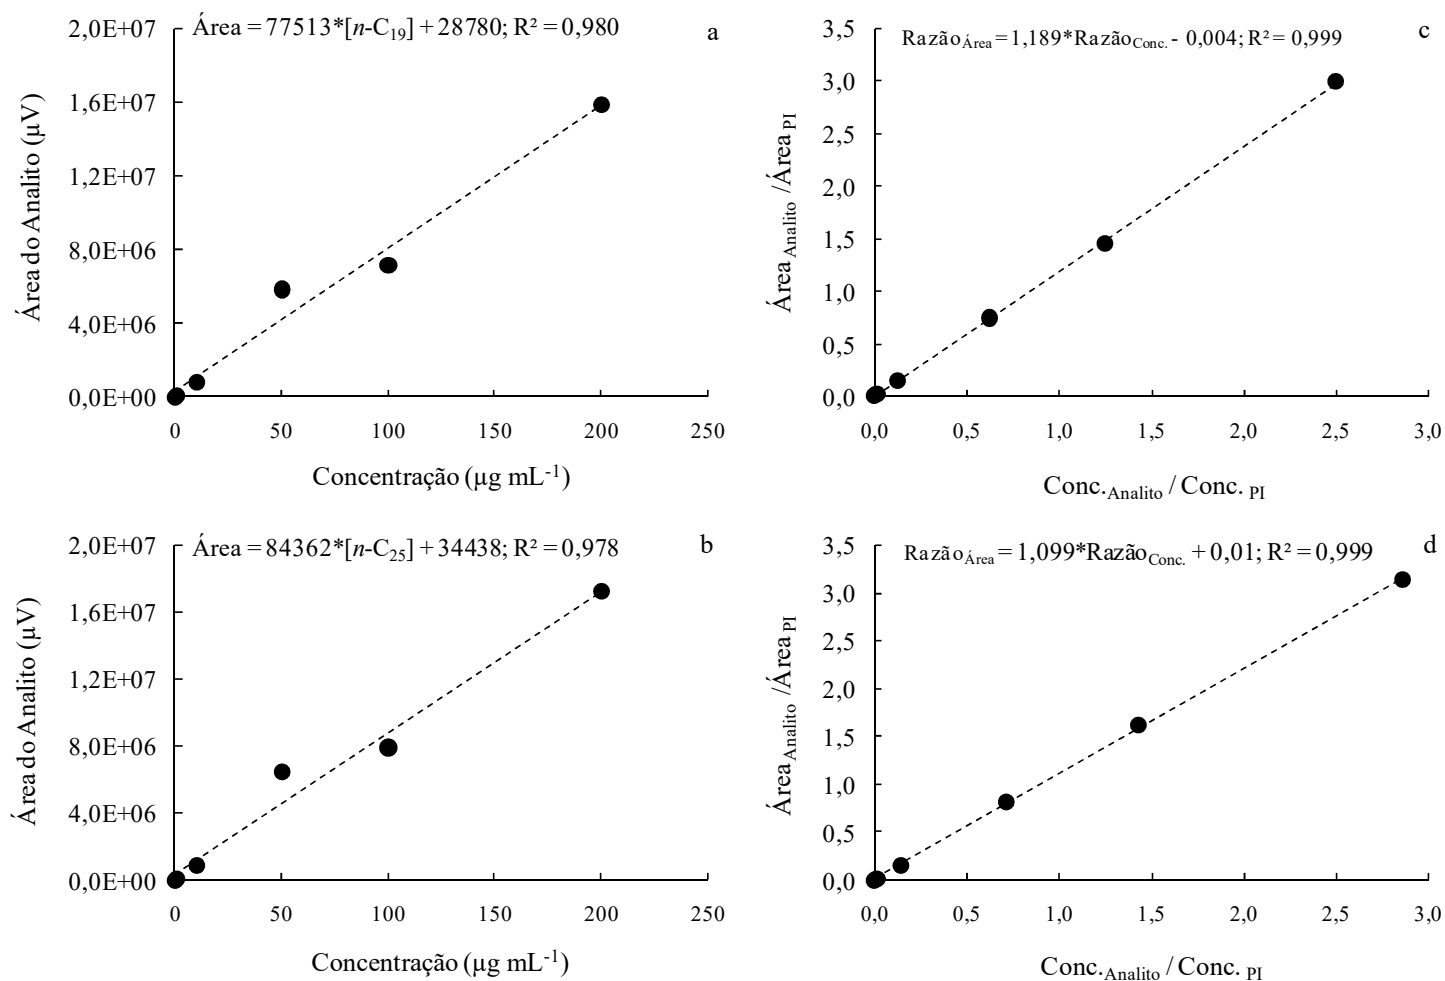 Área = 77513*[n-C19] + 28780; R² = 0,980
a
2,0E+07
1,6E+07
1,2E+07
8,0E+06
4,0E+06
0,0E+00
Área do Analito (µV)
0 50 100 150 200 250
Concentração (µg mL-1)
Razão Área = 1,189*Razão Conc. - 0,004; R² = 0,999
c
3,5
3,0
2,5
2,0
1,5
1,0
0,5
0,0
Área Analito /Área PI
0,0 0,5 1,0 1,5 2,0 2,5 3,0
Conc. Analito / Conc. PI
Área = 84362*[n-C25] + 34438; R² = 0,978
b
2,0E+07
1,6E+07
1,2E+07
8,0E+06
4,0E+06
0,0E+00
Área do Analito (µV)
0 50 100 150 200 250
Concentração (µg mL-1)
Razão Área = 1,099*Razão Conc. + 0,01; R² = 0,999
d
3,5
3,0
2,5
2,0
1,5
1,0
0,5
0,0
Área Analito /Área PI
0,0 0,5 1,0 1,5 2,0 2,5 3,0
Conc. Analito / Conc. PI